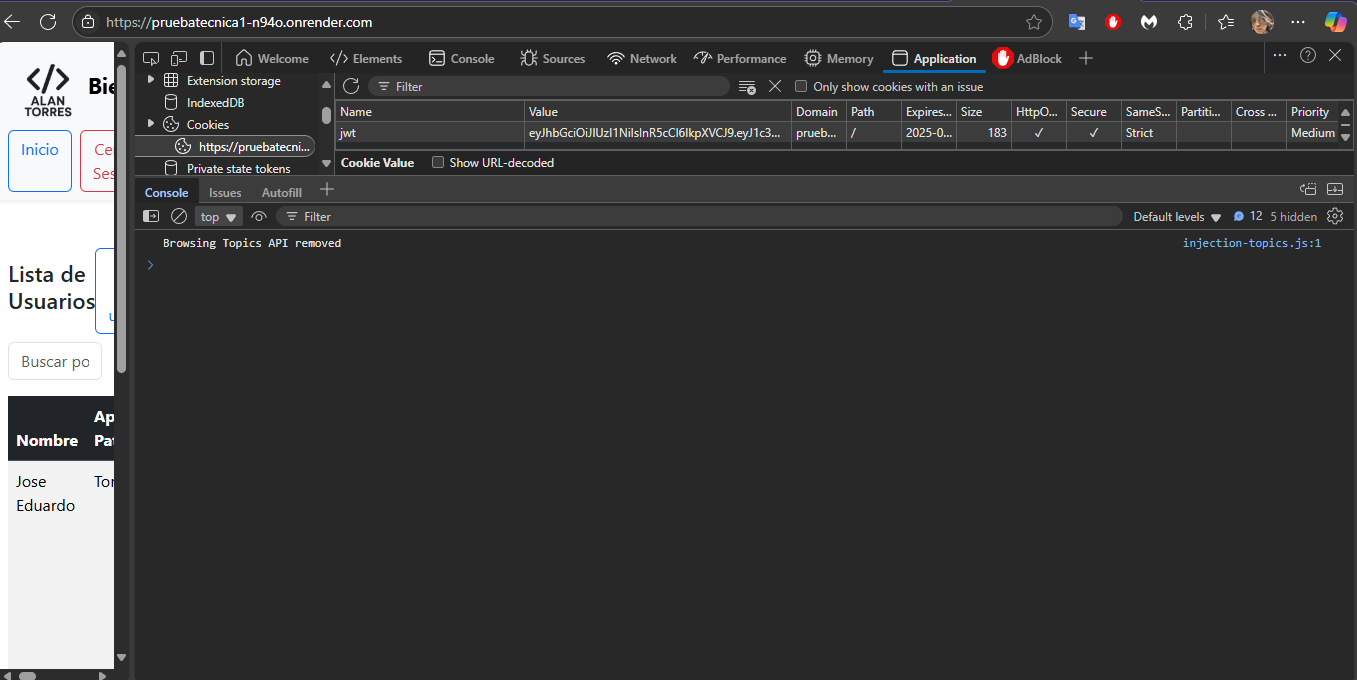 https://pruebatecnica1-n94o.onrender.com
ALAN
TORRES
Bie
Inicio
Ce
Ses
Lista de
Usuarios
Buscar po
Ap
Nombre Pat
Jose Tor
Eduardo
Welcome Elements Console Sources Network Performance Memory Application AdBlock
Extension storage
IndexedDB
Cookies
https://pruebatecni...
Private state tokens
Filter Only show cookies with an issue
Name Value Domain Path Expires... Size HttpO... Secure SameS... Partiti... Cross ... Priority
jwt prueb... / 2025-0... 183 ✓ ✓ Strict Medium
Cookie Value Show URL-decoded
Console Issues Autofill
top Filter Default levels 12 5 hidden
Browsing Topics API removed injection-topics.js:1